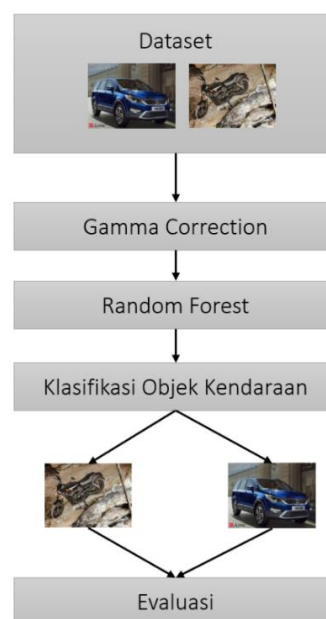 Dataset
Gamma Correction
Random Forest
Klasifikasi Objek Kendaraan
Evaluasi